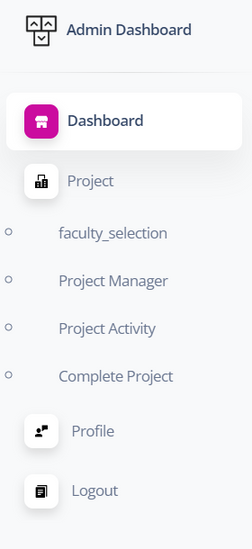 Admin Dashboard
Dashboard
Project
faculty_selection
Project Manager
Project Activity
Complete Project
Profile
Logout